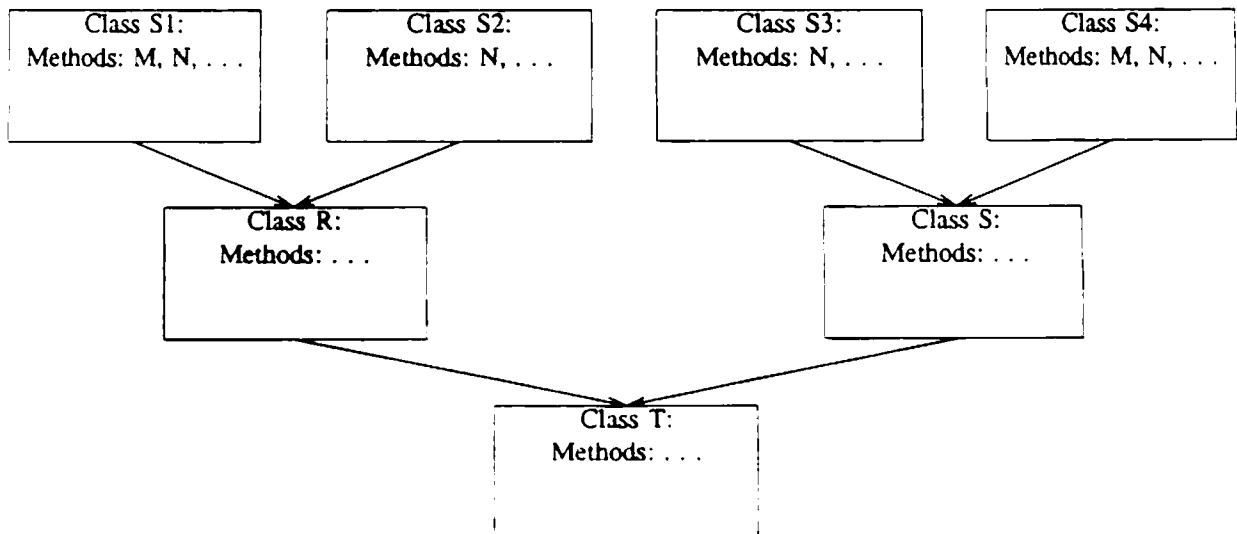 Class S1:
Methods: M, N, . . .
Class S2:
Methods: N, . . .
Class S3:
Methods: N, . . .
Class S4:
Methods: M, N, . . .
Class R:
Methods: . . .
Class S:
Methods: . . .
Class T:
Methods: . . .